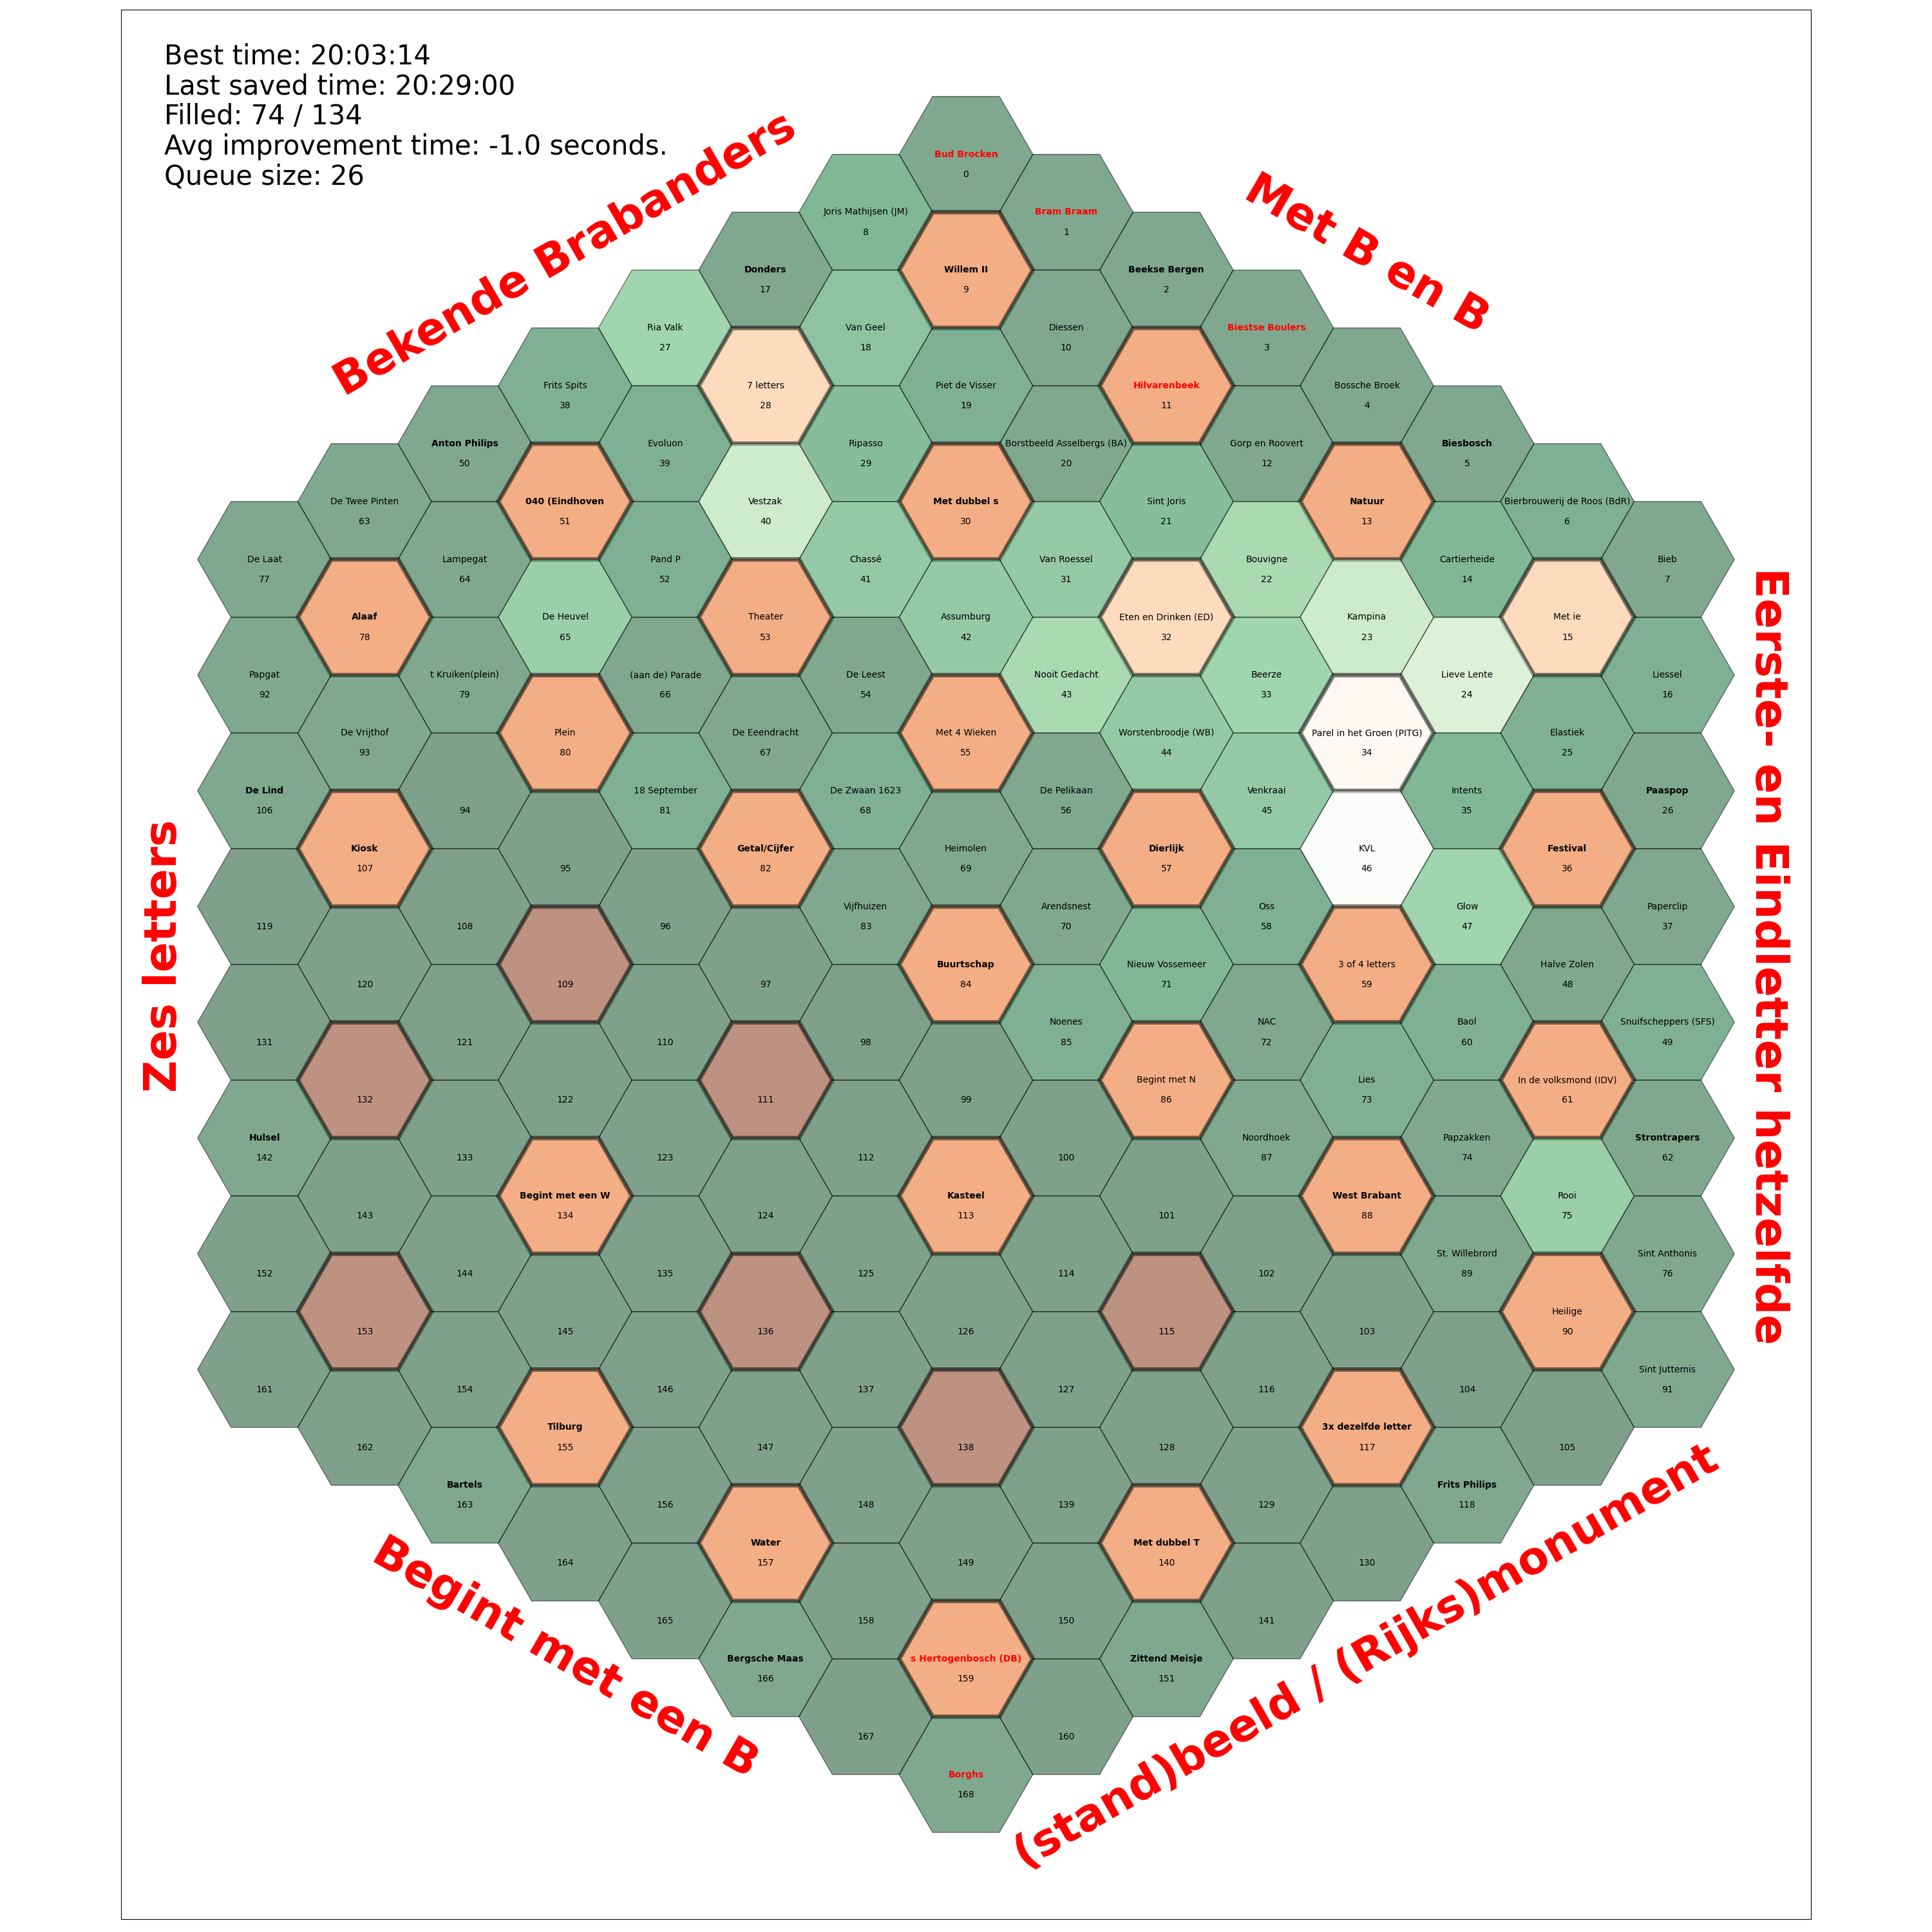 Best time: 20:03:14
Last saved time: 20:29:00
Filled: 74 / 134
Avg improvement time: -1.0 seconds.
Queue size: 26
Bekende Brabanders
Met B en B
Eerste- en Eindletter hetzelfde
(stand)beeld / (Rijks)monument
Begint met een B
Zes letters
Bud Brocken
0
Bram Braam
1
Beekse Bergen
2
Biestse Boulers
3
Bossche Broek
4
Biesbosch
5
Bierbrouwerij de Roos (BdR)
6
Bieb
7
Joris Mathijsen (JM)
8
Willem II
9
Diessen
10
Hilvarenbeek
11
Gorp en Roovert
12
Natuur
13
Cartierheide
14
Met ie
15
Liessel
16
Donders
17
Van Geel
18
Piet de Visser
19
Borstbeeld Asselbergs (BA)
20
Sint Joris
21
Bouvigne
22
Kampina
23
Lieve Lente
24
Elastiek
25
Paaspop
26
Ria Valk
27
7 letters
28
Ripasso
29
Met dubbel s
30
Van Roessel
31
Eten en Drinken (ED)
32
Beerze
33
Parel in het Groen (PITG)
34
Intents
35
Festival
36
Paperclip
37
Frits Spits
38
Evoluon
39
Vestzak
40
Chassé
41
Assumburg
42
Nooit Gedacht
43
Worstenbroodje (WB)
44
Venkraai
45
KVL
46
Glow
47
Halve Zolen
48
Snuifscheppers (SFS)
49
Anton Philips
50
040 (Eindhoven
51
Pand P
52
Theater
53
De Leest
54
Met 4 Wieken
55
De Pelikaan
56
Dierlijk
57
Oss
58
3 of 4 letters
59
Baol
60
In de volksmond (IDV)
61
Strontrapers
62
De Twee Pinten
63
Lampegat
64
De Heuvel
65
(aan de) Parade
66
De Eeendracht
67
De Zwaan 1623
68
Heimolen
69
Arendsnest
70
Nieuw Vossemeer
71
NAC
72
Lies
73
Papzakken
74
Rooi
75
Sint Anthonis
76
De Laat
77
Alaaf
78
t Kruiken(plein)
79
Plein
80
18 September
81
Getal/Cijfer
82
Vijfhuizen
83
Buurtschap
84
Noenes
85
Begint met N
86
Noordhoek
87
West Brabant
88
St. Willebrord
89
Heilige
90
Sint Juttemis
91
Papgat
92
De Vrijthof
93
94
95
96
97
98
99
100
101
102
103
104
105
De Lind
106
Kiosk
107
108
109
110
111
112
Kasteel
113
114
115
116
3x dezelfde letter
117
Frits Philips
118
119
120
121
122
123
124
125
126
127
128
129
130
131
132
133
Begint met een W
134
135
136
137
138
139
Met dubbel T
140
141
Hulsel
142
143
144
145
146
147
148
149
150
Zittend Meisje
151
152
153
154
Tilburg
155
156
Water
157
158
s Hertogenbosch (DB)
159
160
161
162
Bartels
163
164
165
Bergsche Maas
166
167
Borghs
168